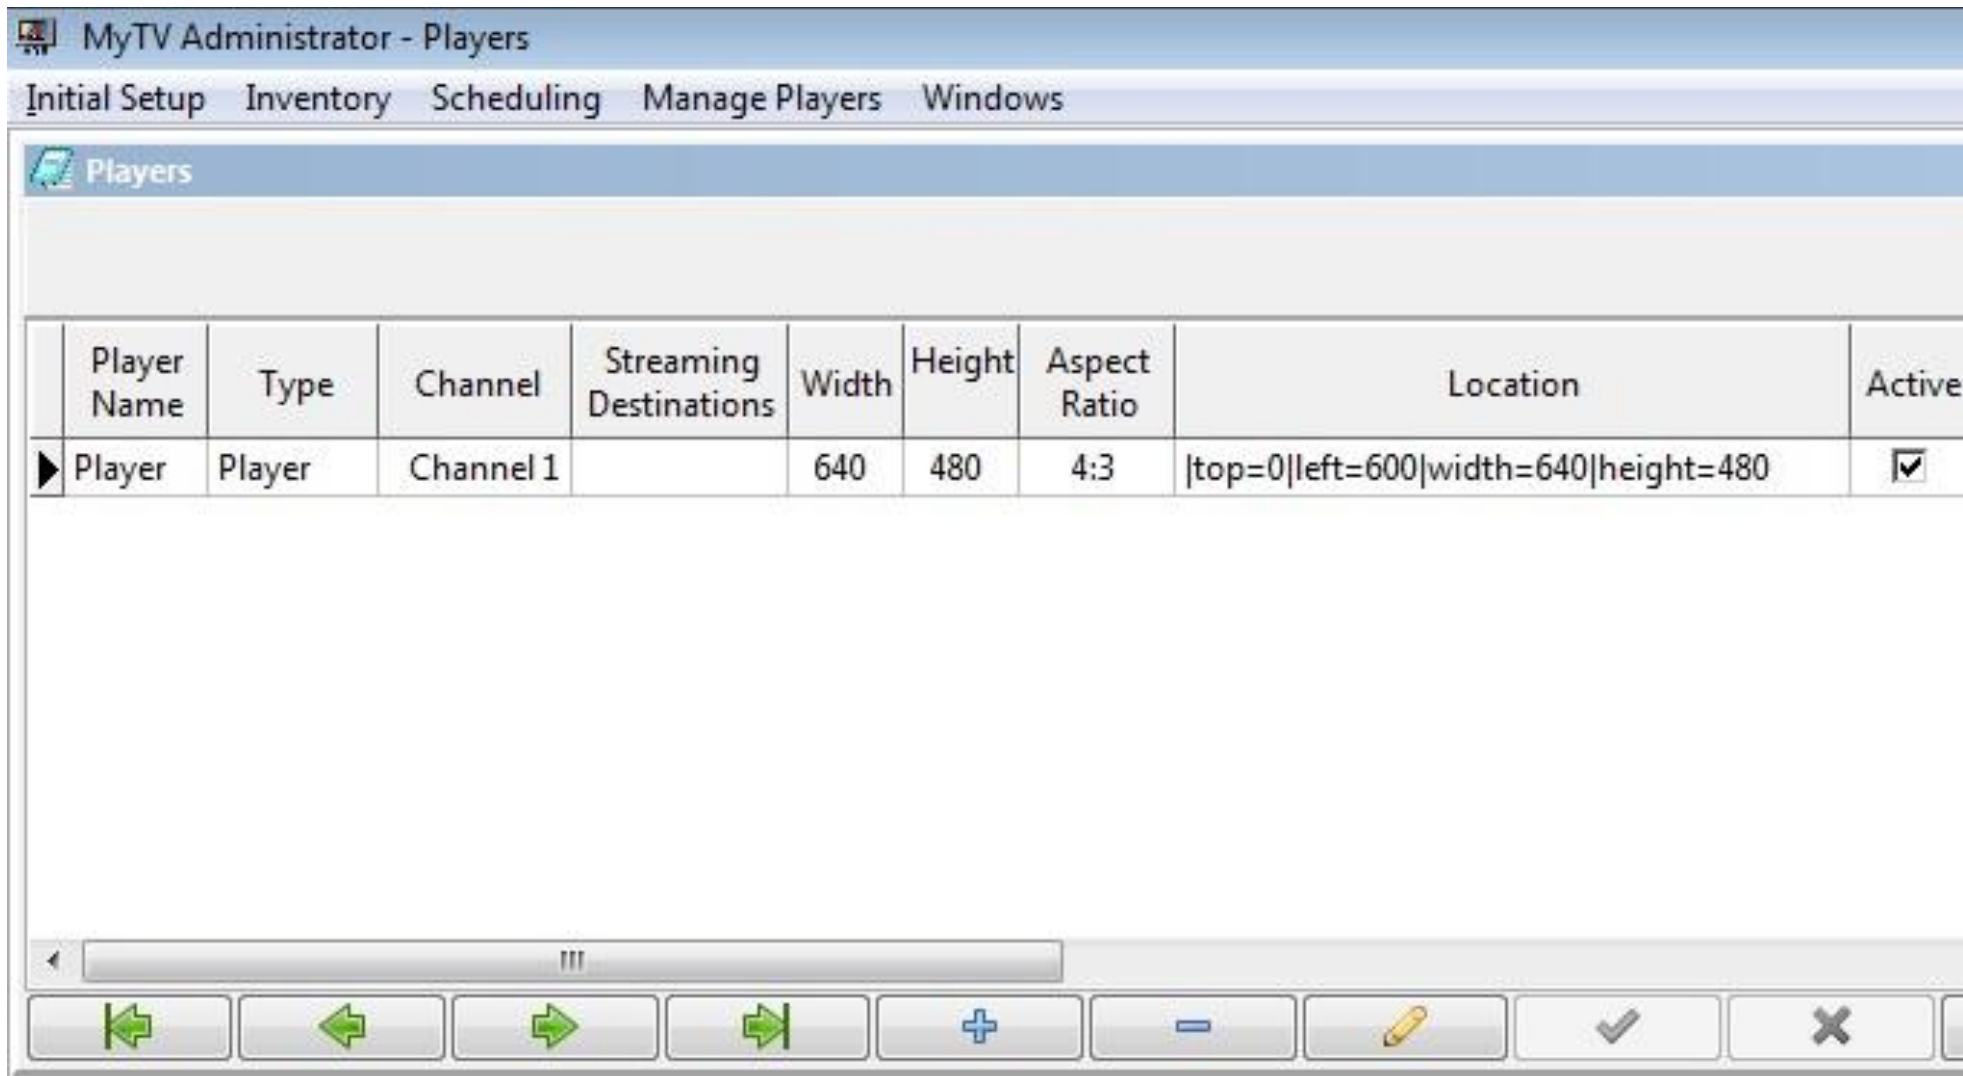 MyTV Administrator - Players
Initial Setup Inventory Scheduling Manage Players Windows
Players
Player Name Type Channel Streaming Destinations Width Height Aspect Ratio Location Active
Player Player Channel 1 640 480 4:3 |top=0|left=600|width=640|height=480